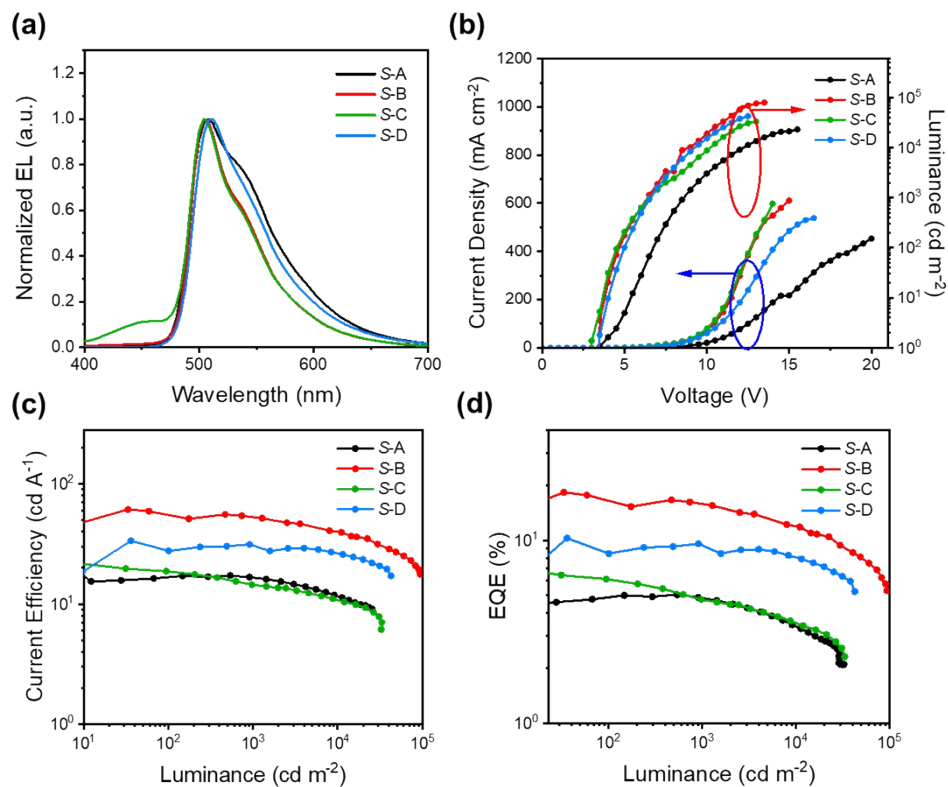 (a)
Normalized EL (a.u.)
1.2
1.0
0.8
0.6
0.4
0.2
0.0
400
500
600
700
Wavelength (nm)
S-A
S-B
S-C
S-D
(b)
Current Density (mA cm-2)
1200
1000
800
600
400
200
0
0
5
10
15
20
Voltage (V)
S-A
S-B
S-C
S-D
10⁵
10⁴
10³
10²
10¹
10⁰
Luminance (cd m-2)
(c)
Current Efficiency (cd A-1)
10²
10¹
10⁰
10¹
10²
10³
10⁴
10⁵
Luminance (cd m-2)
S-A
S-B
S-C
S-D
(d)
EQE (%)
10%
10%
10²
10³
10⁴
10⁵
Luminance (cd m-2)
S-A
S-B
S-C
S-D